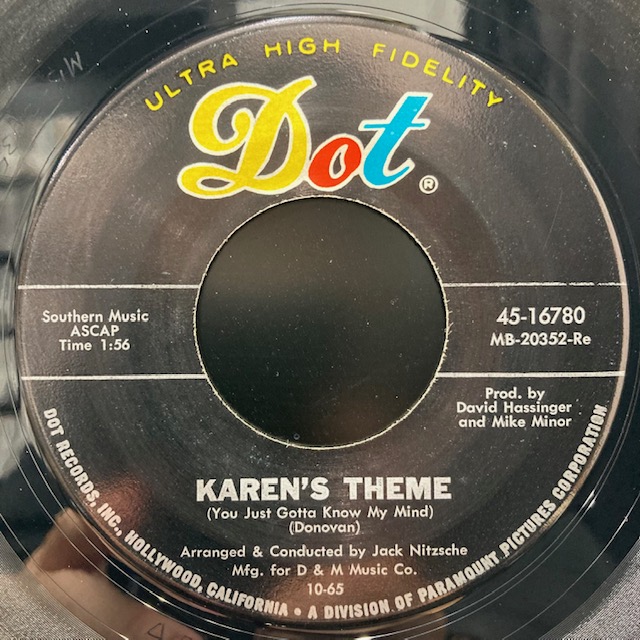 ULTRA HIGH FIDELITY
Dot®
Southern Music
ASCAP
Time 1:56
45-16780
MB-20352-Re
Prod. by
David Hassinger
and Mike Minor
KAREN'S THEME
(You Just Gotta Know My Mind)
(Donovan)
Arranged & Conducted by Jack Nitzsche
Mfg. for D & M Music Co.
10-65
DOT RECORDS, INC., HOLLYWOOD, CALIFORNIA • A DIVISION OF PARAMOUNT PICTURES CORPORATION